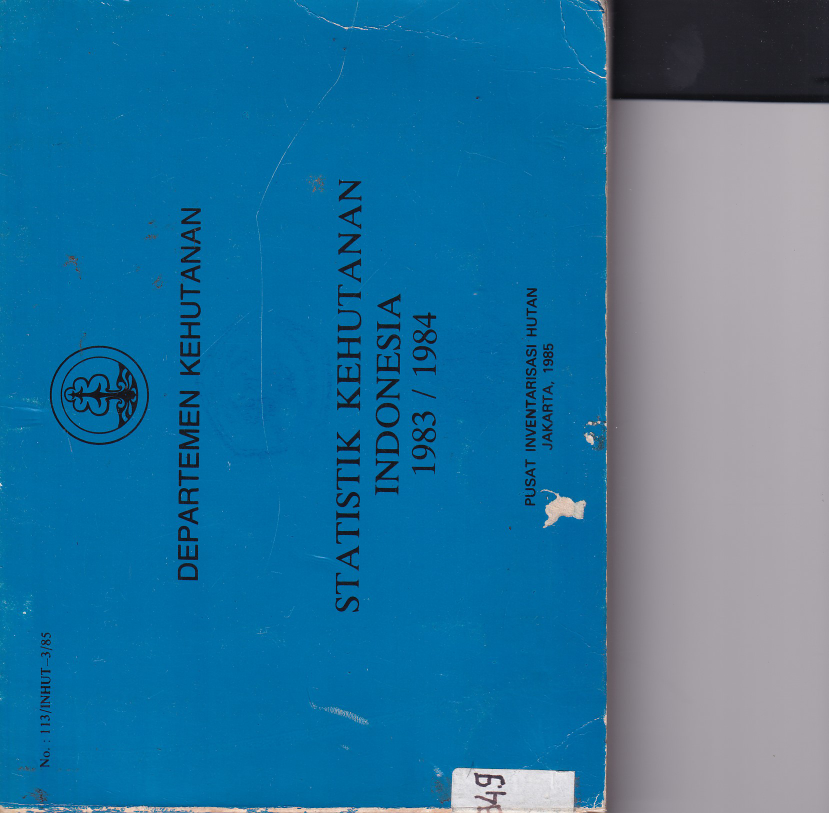 No. : 113/INHUT-3/85
DEPARTEMEN KEHUTANAN
STATISTIK KEHUTANAN
INDONESIA
1983 / 1984
PUSAT INVENTARISASI HUTAN
JAKARTA, 1985